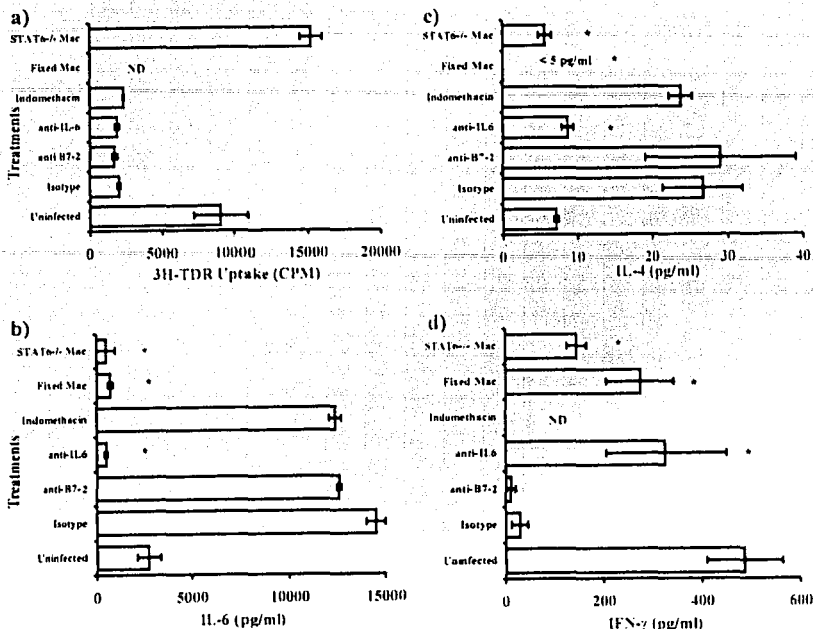 a)
STAT6-/- Mac
Fixed Mac ND
Indomethacin
anti-IL-6
anti B7-2
Isotype
Uninfected
Treatments
0 5000 10000 15000 20000
3H-TDR Uptake (CPM)
c)
STAT6-/- Mac *
Fixed Mac < 5 pg/ml *
Indomethacin
anti-IL6 *
anti-B7-2
Isotype
Uninfected
0 10 20 30 40
IL-4 (pg/ml)
b)
STAT6-/- Mac *
Fixed Mac *
Indomethacin
anti-IL6 *
anti-B7-2
Isotype
Uninfected
Treatments
0 5000 10000 15000
IL-6 (pg/ml)
d)
STAT6-/- Mac *
Fixed Mac *
Indomethacin ND
anti-IL6 *
anti-B7-2
Isotype
Uninfected
0 200 400 600
IFN-γ (pg/ml)